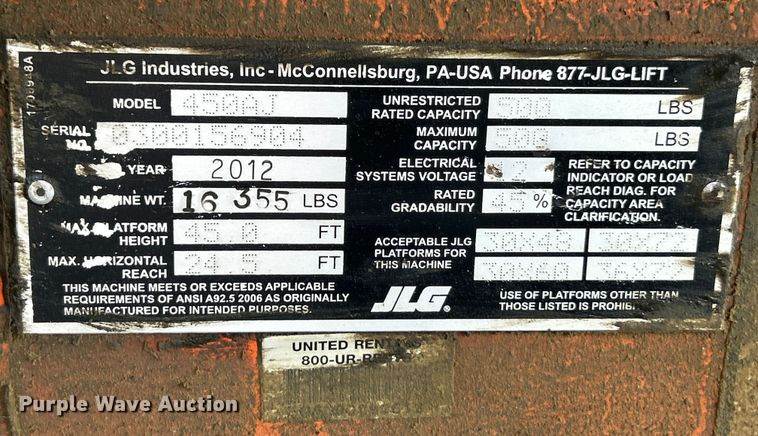 1706948A
JLG Industries, Inc - McConnellsburg, PA-USA Phone 877-JLG-LIFT
MODEL 450AJ
SERIAL NO. 0300156904
YEAR 2012
MACHINE WT. 16 355 LBS
MAX. PLATFORM HEIGHT 45 0 FT
MAX. HORIZONTAL REACH 24 5 FT
THIS MACHINE MEETS OR EXCEEDS APPLICABLE
REQUIREMENTS OF ANSI A92.5 2006 AS ORIGINALLY
MANUFACTURED FOR INTENDED PURPOSES.
UNRESTRICTED RATED CAPACITY 500 LBS
MAXIMUM CAPACITY 500 LBS
ELECTRICAL SYSTEMS VOLTAGE 12
RATED GRADABILITY 45 %
REFER TO CAPACITY
INDICATOR OR LOAD
REACH DIAG. FOR
CAPACITY AREA
CLARIFICATION.
ACCEPTABLE JLG
PLATFORMS FOR
THIS MACHINE
30X48 30X72
30X60 36X72
JLG
USE OF PLATFORMS OTHER THAN
THOSE LISTED IS PROHIB
UNITED RENTALS
800-UR-RENTS
Purple Wave Auction